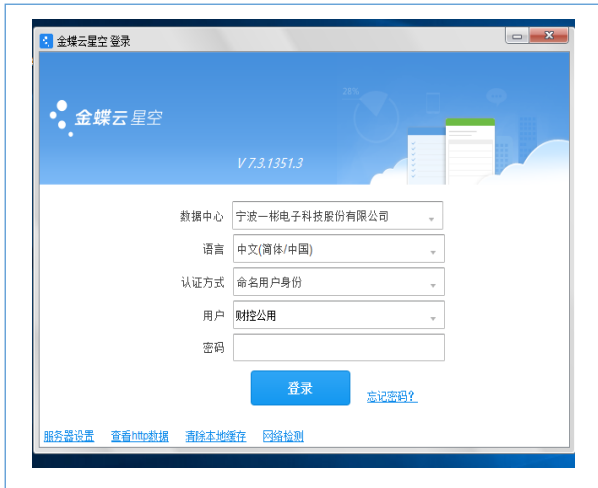 金蝶云星空 登录
28%
金蝶云 星空
V 7.3.1351.3
数据中心 宁波一彬电子科技股份有限公司
语言 中文(简体/中国)
认证方式 命名用户身份
用户 财控公用
密码
登录 忘记密码?
服务器设置 查看http数据 清除本地缓存 网络检测